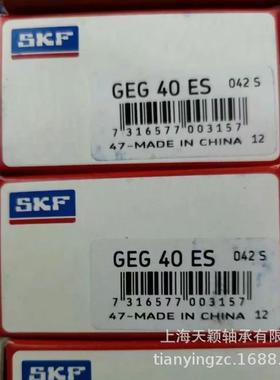 SKF
GEG 40 ES 042 S
7 316577 003157
47-MADE IN CHINA 12
SKF
GEG 40 ES 042 S
7 316577 003157
47-MADE IN CHINA 12
上海天颖轴承有限
tianyingzc.1688.